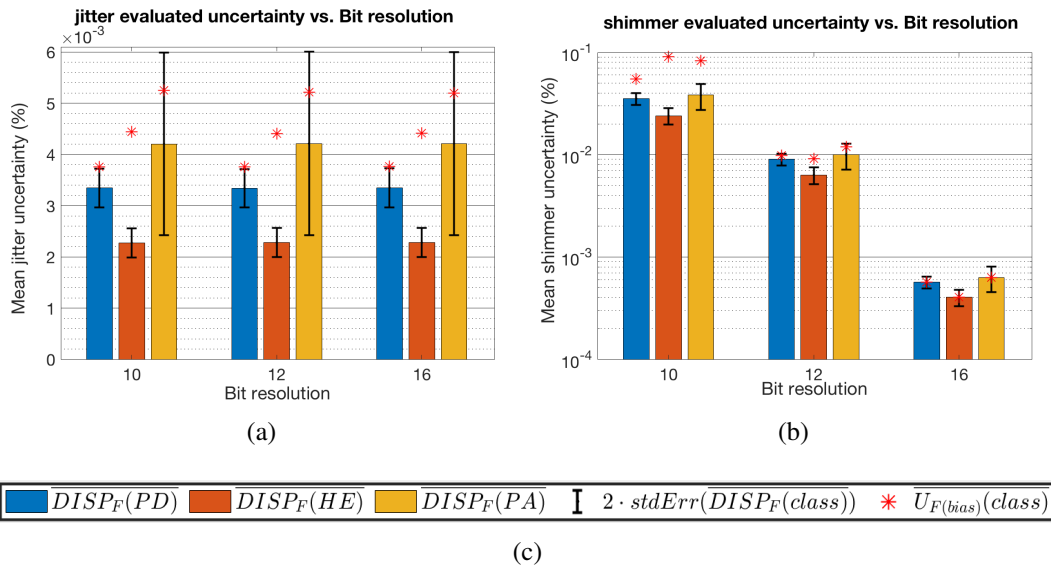 jitter evaluated uncertainty vs. Bit resolution
×10⁻³
6
5
4
3
2
1
0
Mean jitter uncertainty (%)
10 12 16
Bit resolution
(a)
shimmer evaluated uncertainty vs. Bit resolution
10⁻¹
10⁻²
10⁻³
10⁻⁴
Mean shimmer uncertainty (%)
10 12 16
Bit resolution
(b)
DISP_F(PD) DISP_F(HE) DISP_F(PA) 2 · stdErr(DISP_F(class)) U_F(bias)(class)
(c)